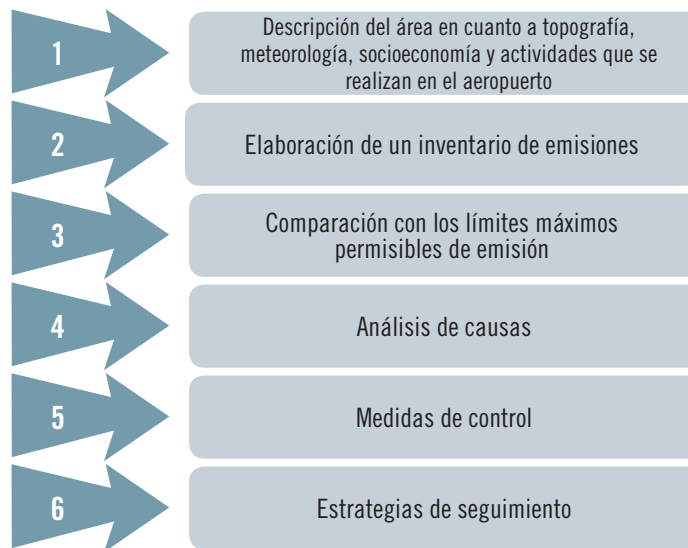 1
Descripción del área en cuanto a topografía,
meteorología, socioeconomía y actividades que se
realizan en el aeropuerto
2
Elaboración de un inventario de emisiones
3
Comparación con los límites máximos
permisibles de emisión
4
Análisis de causas
5
Medidas de control
6
Estrategias de seguimiento